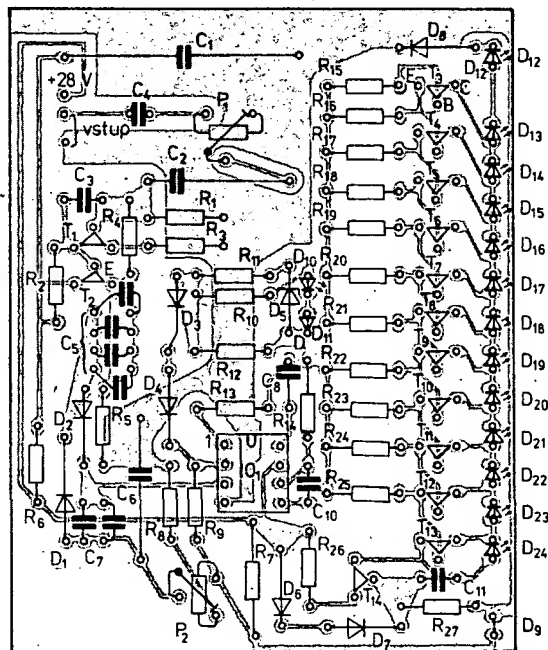 C1
D8
D12
+28 V
R15
E
T3
C
D12
C4
P1
R16
B
vstup
R17
T4
D13
C2
R18
T5
D14
C3
R19
T6
D15
T1
R4
R1
R3
D16
E
R11
D10
R20
T7
D17
R2
T2
D3
R10
D5
R21
T8
D18
C5
D11
R12
R22
T9
D19
D4
C8
D2
R13
R23
T10
D20
R5
R14
1
IO1
R24
T11
D21
D22
C6
R25
T12
R6
C10
D23
D1
C7
R8
R9
R7
R26
T13
D24
D6
T14
C11
P2
D7
R27
D9